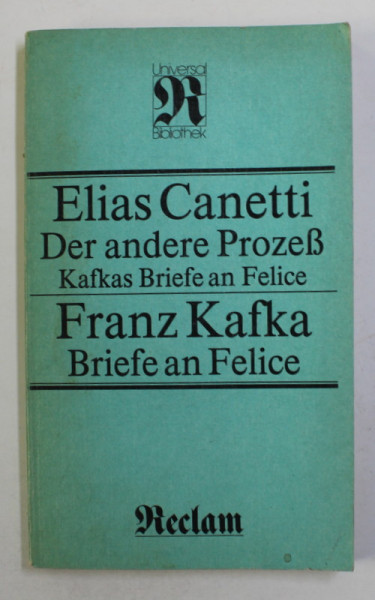 Universal
R
Bibliothek
Elias Canetti
Der andere Prozeß
Kafkas Briefe an Felice
Franz Kafka
Briefe an Felice
Reclam